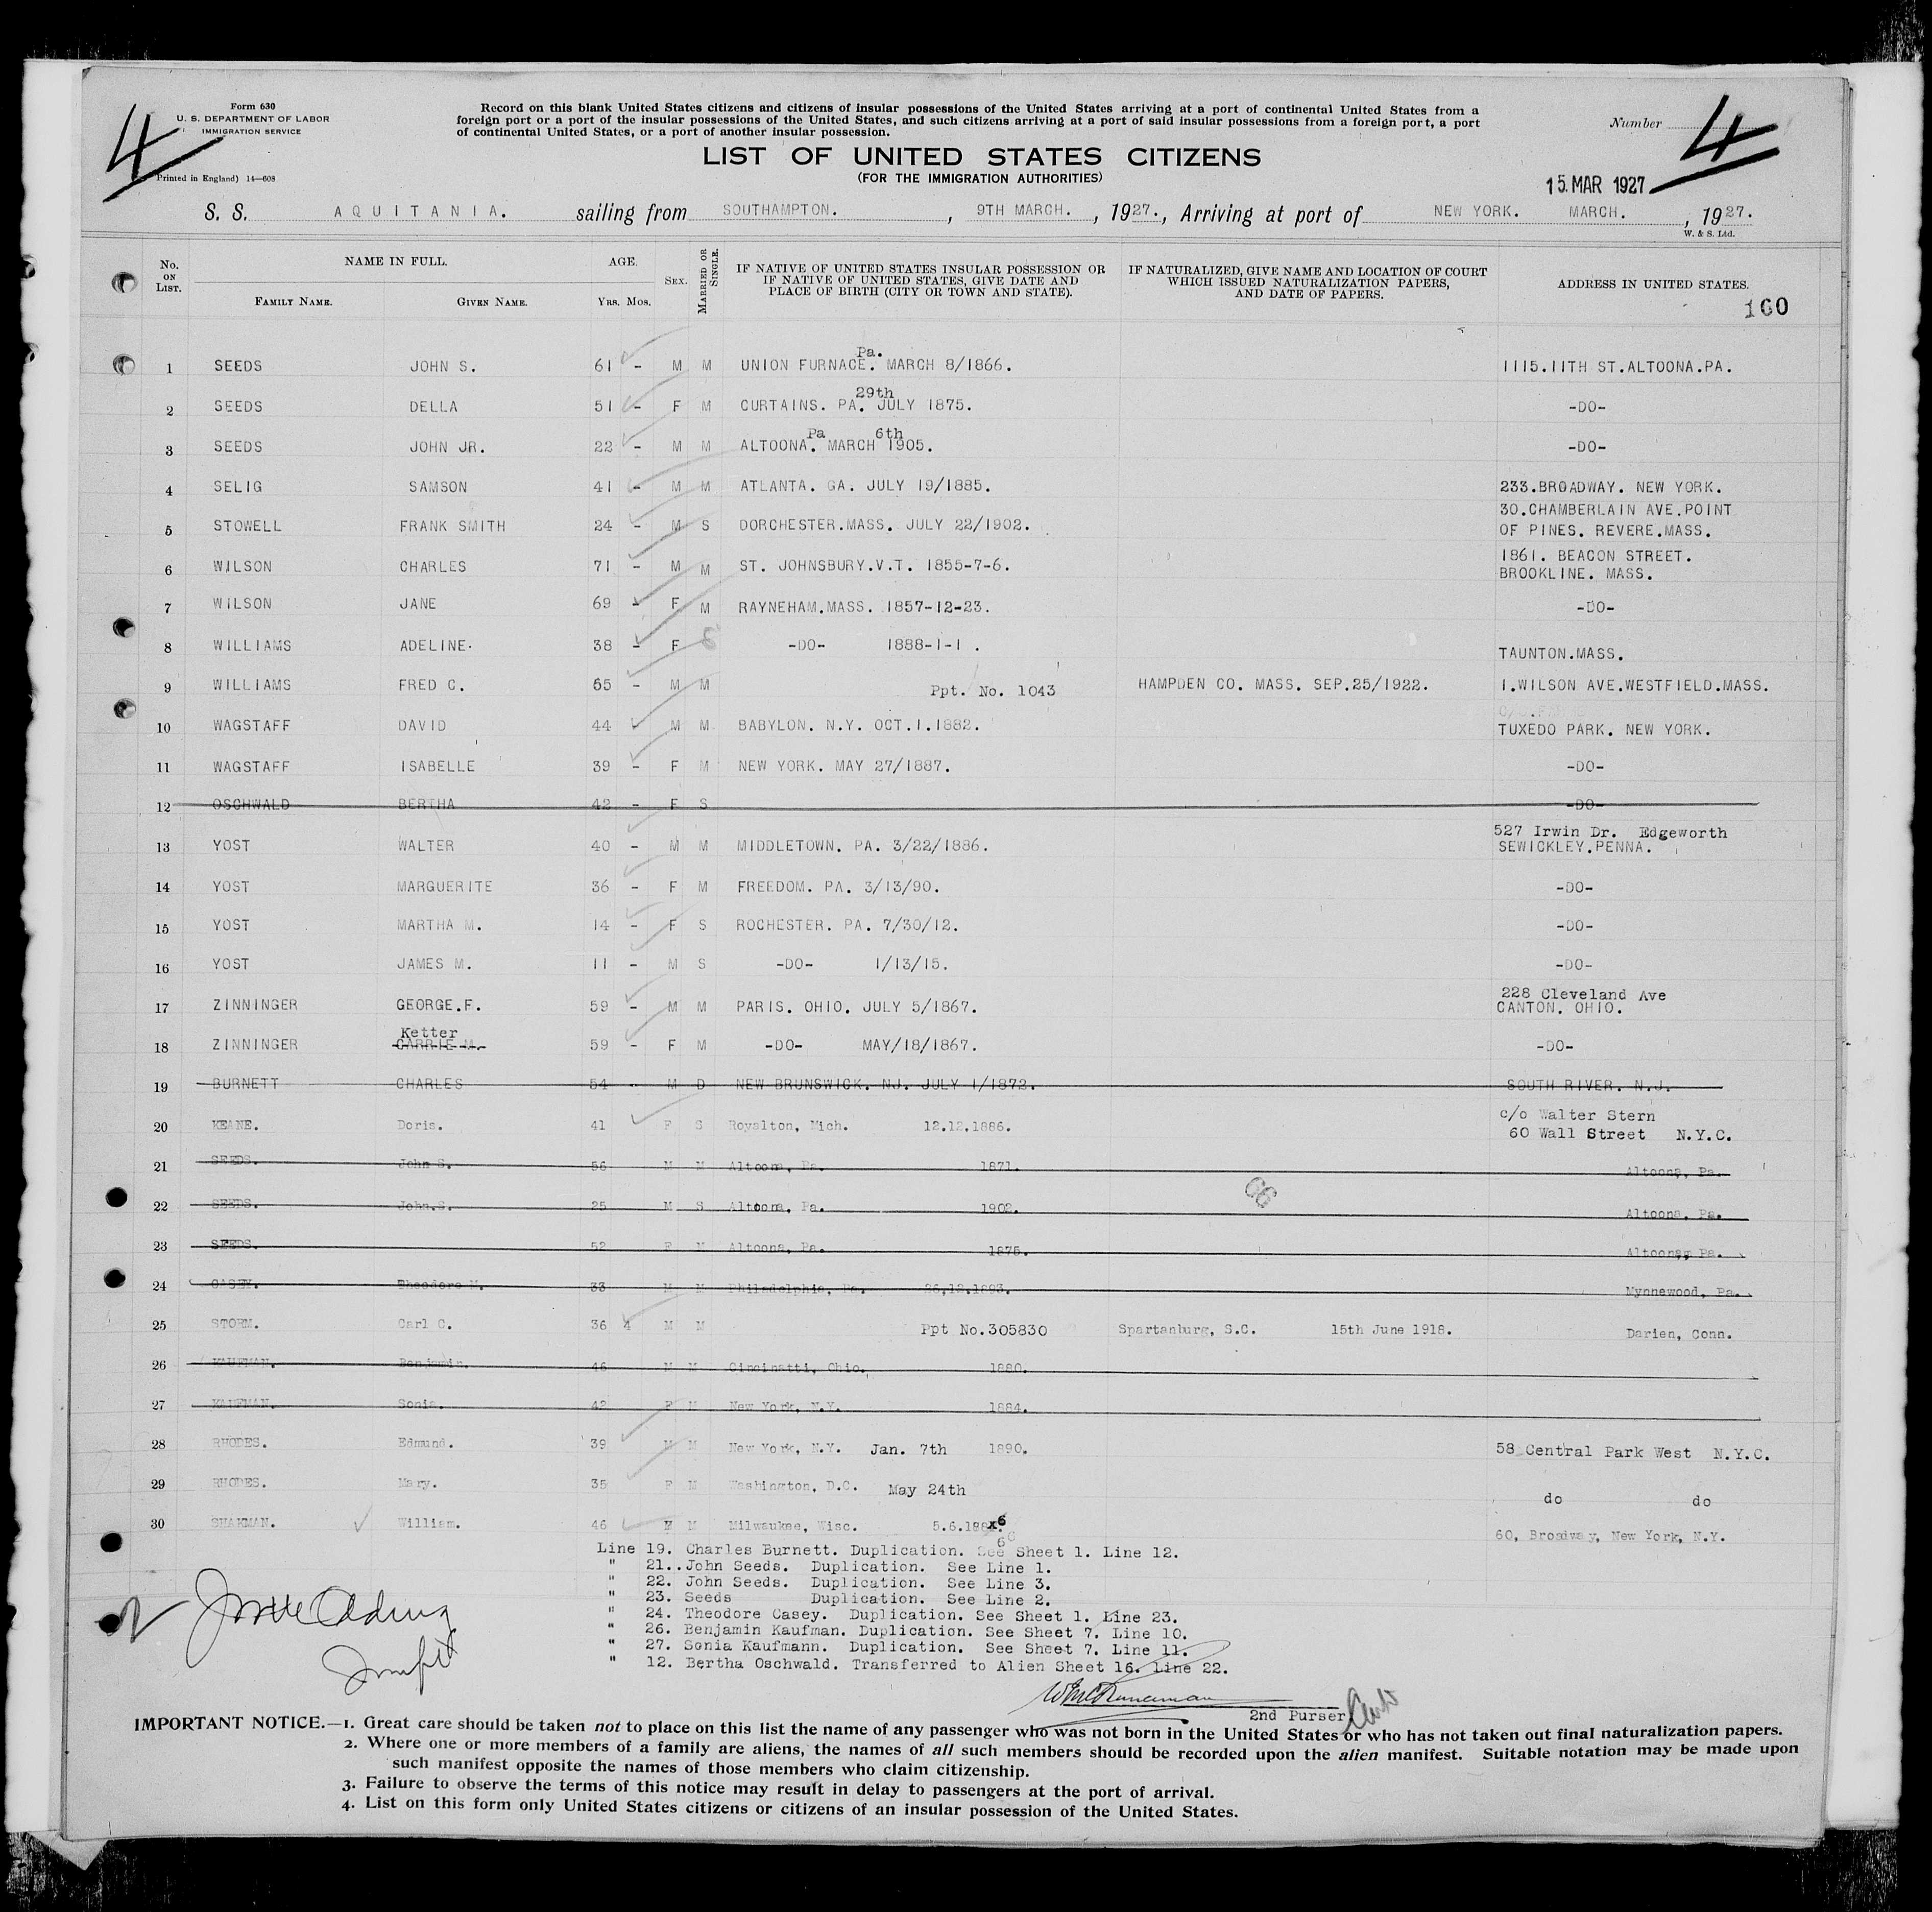 4
Form 630
U. S. DEPARTMENT OF LABOR
IMMIGRATION SERVICE
Printed in England) 14—608
Record on this blank United States citizens and citizens of insular possessions of the United States arriving at a port of continental United States from a
foreign port or a port of the insular possessions of the United States, and such citizens arriving at a port of said insular possessions from a foreign port, a port
of continental United States, or a port of another insular possession.
Number 4
LIST OF UNITED STATES CITIZENS
(FOR THE IMMIGRATION AUTHORITIES)
15 MAR 1927
S. S. AQUITANIA. sailing from SOUTHAMPTON. , 9TH MARCH. , 1927., Arriving at port of NEW YORK. MARCH. , 1927.
W. & S. Ltd.
No. ON LIST. NAME IN FULL. FAMILY NAME. GIVEN NAME. AGE. YRS. MOS. SEX. MARRIED OR SINGLE. IF NATIVE OF UNITED STATES INSULAR POSSESSION OR IF NATIVE OF UNITED STATES, GIVE DATE AND PLACE OF BIRTH (CITY OR TOWN AND STATE). IF NATURALIZED, GIVE NAME AND LOCATION OF COURT WHICH ISSUED NATURALIZATION PAPERS, AND DATE OF PAPERS. ADDRESS IN UNITED STATES.
160
Pa.
1 SEEDS JOHN S. 61 - M M UNION FURNACE. MARCH 8/1866. 1115.11TH ST.ALTOONA.PA.
29th
2 SEEDS DELLA 51 - F M CURTAINS. PA. JULY 1875. -DO-
Pa 6th
3 SEEDS JOHN JR. 22 - M M ALTOONA. MARCH 1905. -DO-
4 SELIG SAMSON 41 - M M ATLANTA. GA. JULY 19/1885. 233.BROADWAY. NEW YORK.
30.CHAMBERLAIN AVE.POINT
5 STOWELL FRANK SMITH 24 - M S DORCHESTER.MASS. JULY 22/1902. OF PINES. REVERE.MASS.
1861. BEACON STREET.
6 WILSON CHARLES 71 - M M ST. JOHNSBURY.V.T. 1855-7-6. BROOKLINE. MASS.
7 WILSON JANE 69 - F M RAYNEHAM.MASS. 1857-12-23. -DO-
8 WILLIAMS ADELINE. 38 - F S -DO- 1888-1-1 . TAUNTON.MASS.
9 WILLIAMS FRED C. 65 - M M Ppt. No. 1043 HAMPDEN CO. MASS. SEP.25/1922. 1.WILSON AVE.WESTFIELD.MASS.
10 WAGSTAFF DAVID 44 - M M BABYLON. N.Y. OCT.1.1882. TUXEDO PARK. NEW YORK.
11 WAGSTAFF ISABELLE 39 - F M NEW YORK. MAY 27/1887. -DO-
12 OSCHWALD BERTHA 42 - F S -DO-
527 Irwin Dr. Edgeworth
13 YOST WALTER 40 - M M MIDDLETOWN. PA. 3/22/1886. SEWICKLEY.PENNA.
14 YOST MARGUERITE 36 - F M FREEDOM. PA. 3/13/90. -DO-
15 YOST MARTHA M. 14 - F S ROCHESTER. PA. 7/30/12. -DO-
16 YOST JAMES M. 11 - M S -DO- 1/13/15. -DO-
228 Cleveland Ave
17 ZINNINGER GEORGE.F. 59 - M M PARIS. OHIO. JULY 5/1867. CANTON. OHIO.
Ketter
18 ZINNINGER CARRIE M. 59 - F M -DO- MAY/18/1867. -DO-
19 BURNETT CHARLES 54 - M D NEW BRUNSWICK. NJ. JULY 1/1872. SOUTH RIVER. N.J.
c/o Walter Stern
20 KEANE. Doris. 41 F S Royalton, Mich. 12.12.1886. 60 Wall Street N.Y.C.
21 SEEDS. John S. 56 M M Altoona, Pa. 1871. Altoona, Pa.
22 SEEDS. John.S. 25 M S Altoona, Pa. 1902. Altoona, Pa.
23 SEEDS. 52 F M Altoona, Pa. 1875. Altoona, Pa.
24 CASEY. Theodore M. 33 M M Philadelphia, Pa. 26.12.1893. Wynnewood, Pa.
25 STORM. Carl C. 36 4 M M Ppt No.305830 Spartanburg, S.C. 15th June 1918. Darien, Conn.
26 KAUFMAN. Benjamin. 46 M M Cincinatti, Ohio. 1880.
27 KAUFMAN. Sonia. 42 F M New York, N.Y. 1884.
28 RHODES. Edmund. 39 M M New York, N.Y. Jan. 7th 1890. 58 Central Park West N.Y.C.
29 RHODES. Mary. 35 F M Washington, D.C. May 24th do do
30 SHAKMAN. William. 46 M M Milwaukee, Wisc. 5.6.188 60, Broadway, New York, N.Y.
Line 19. Charles Burnett. Duplication. See Sheet 1. Line 12.
" 21..John Seeds. Duplication. See Line 1.
" 22. John Seeds. Duplication. See Line 3.
" 23. Seeds Duplication. See Line 2.
" 24. Theodore Casey. Duplication. See Sheet 1. Line 23.
" 26. Benjamin Kaufman. Duplication. See Sheet 7. Line 10.
" 27. Sonia Kaufmann. Duplication. See Sheet 7. Line 11.
" 12. Bertha Oschwald. Transferred to Alien Sheet 16. Line 22.
2nd Purser
IMPORTANT NOTICE.—1. Great care should be taken not to place on this list the name of any passenger who was not born in the United States or who has not taken out final naturalization papers.
2. Where one or more members of a family are aliens, the names of all such members should be recorded upon the alien manifest. Suitable notation may be made upon
such manifest opposite the names of those members who claim citizenship.
3. Failure to observe the terms of this notice may result in delay to passengers at the port of arrival.
4. List on this form only United States citizens or citizens of an insular possession of the United States.